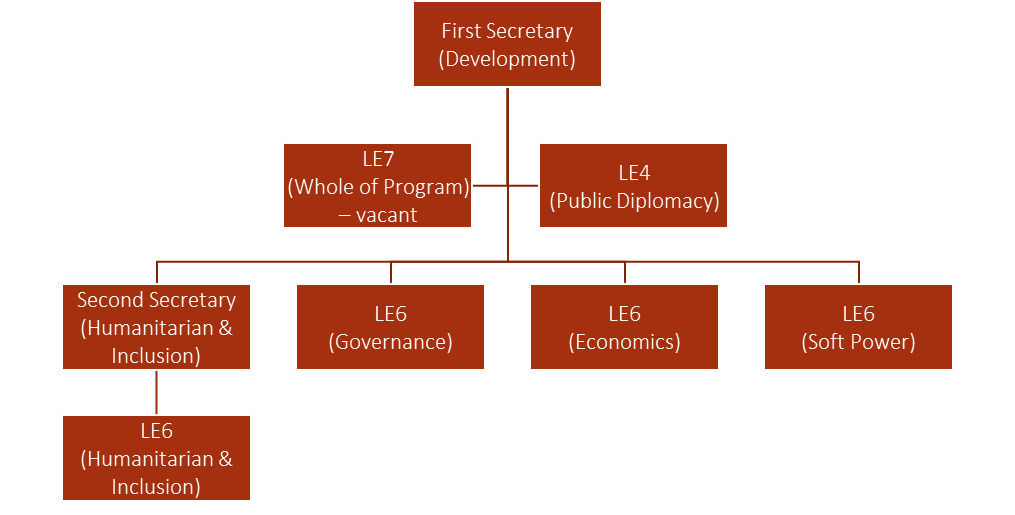 First Secretary
(Development)
LE7
(Whole of Program)
– vacant
LE4
(Public Diplomacy)
Second Secretary
(Humanitarian &
Inclusion)
LE6
(Governance)
LE6
(Economics)
LE6
(Soft Power)
LE6
(Humanitarian &
Inclusion)